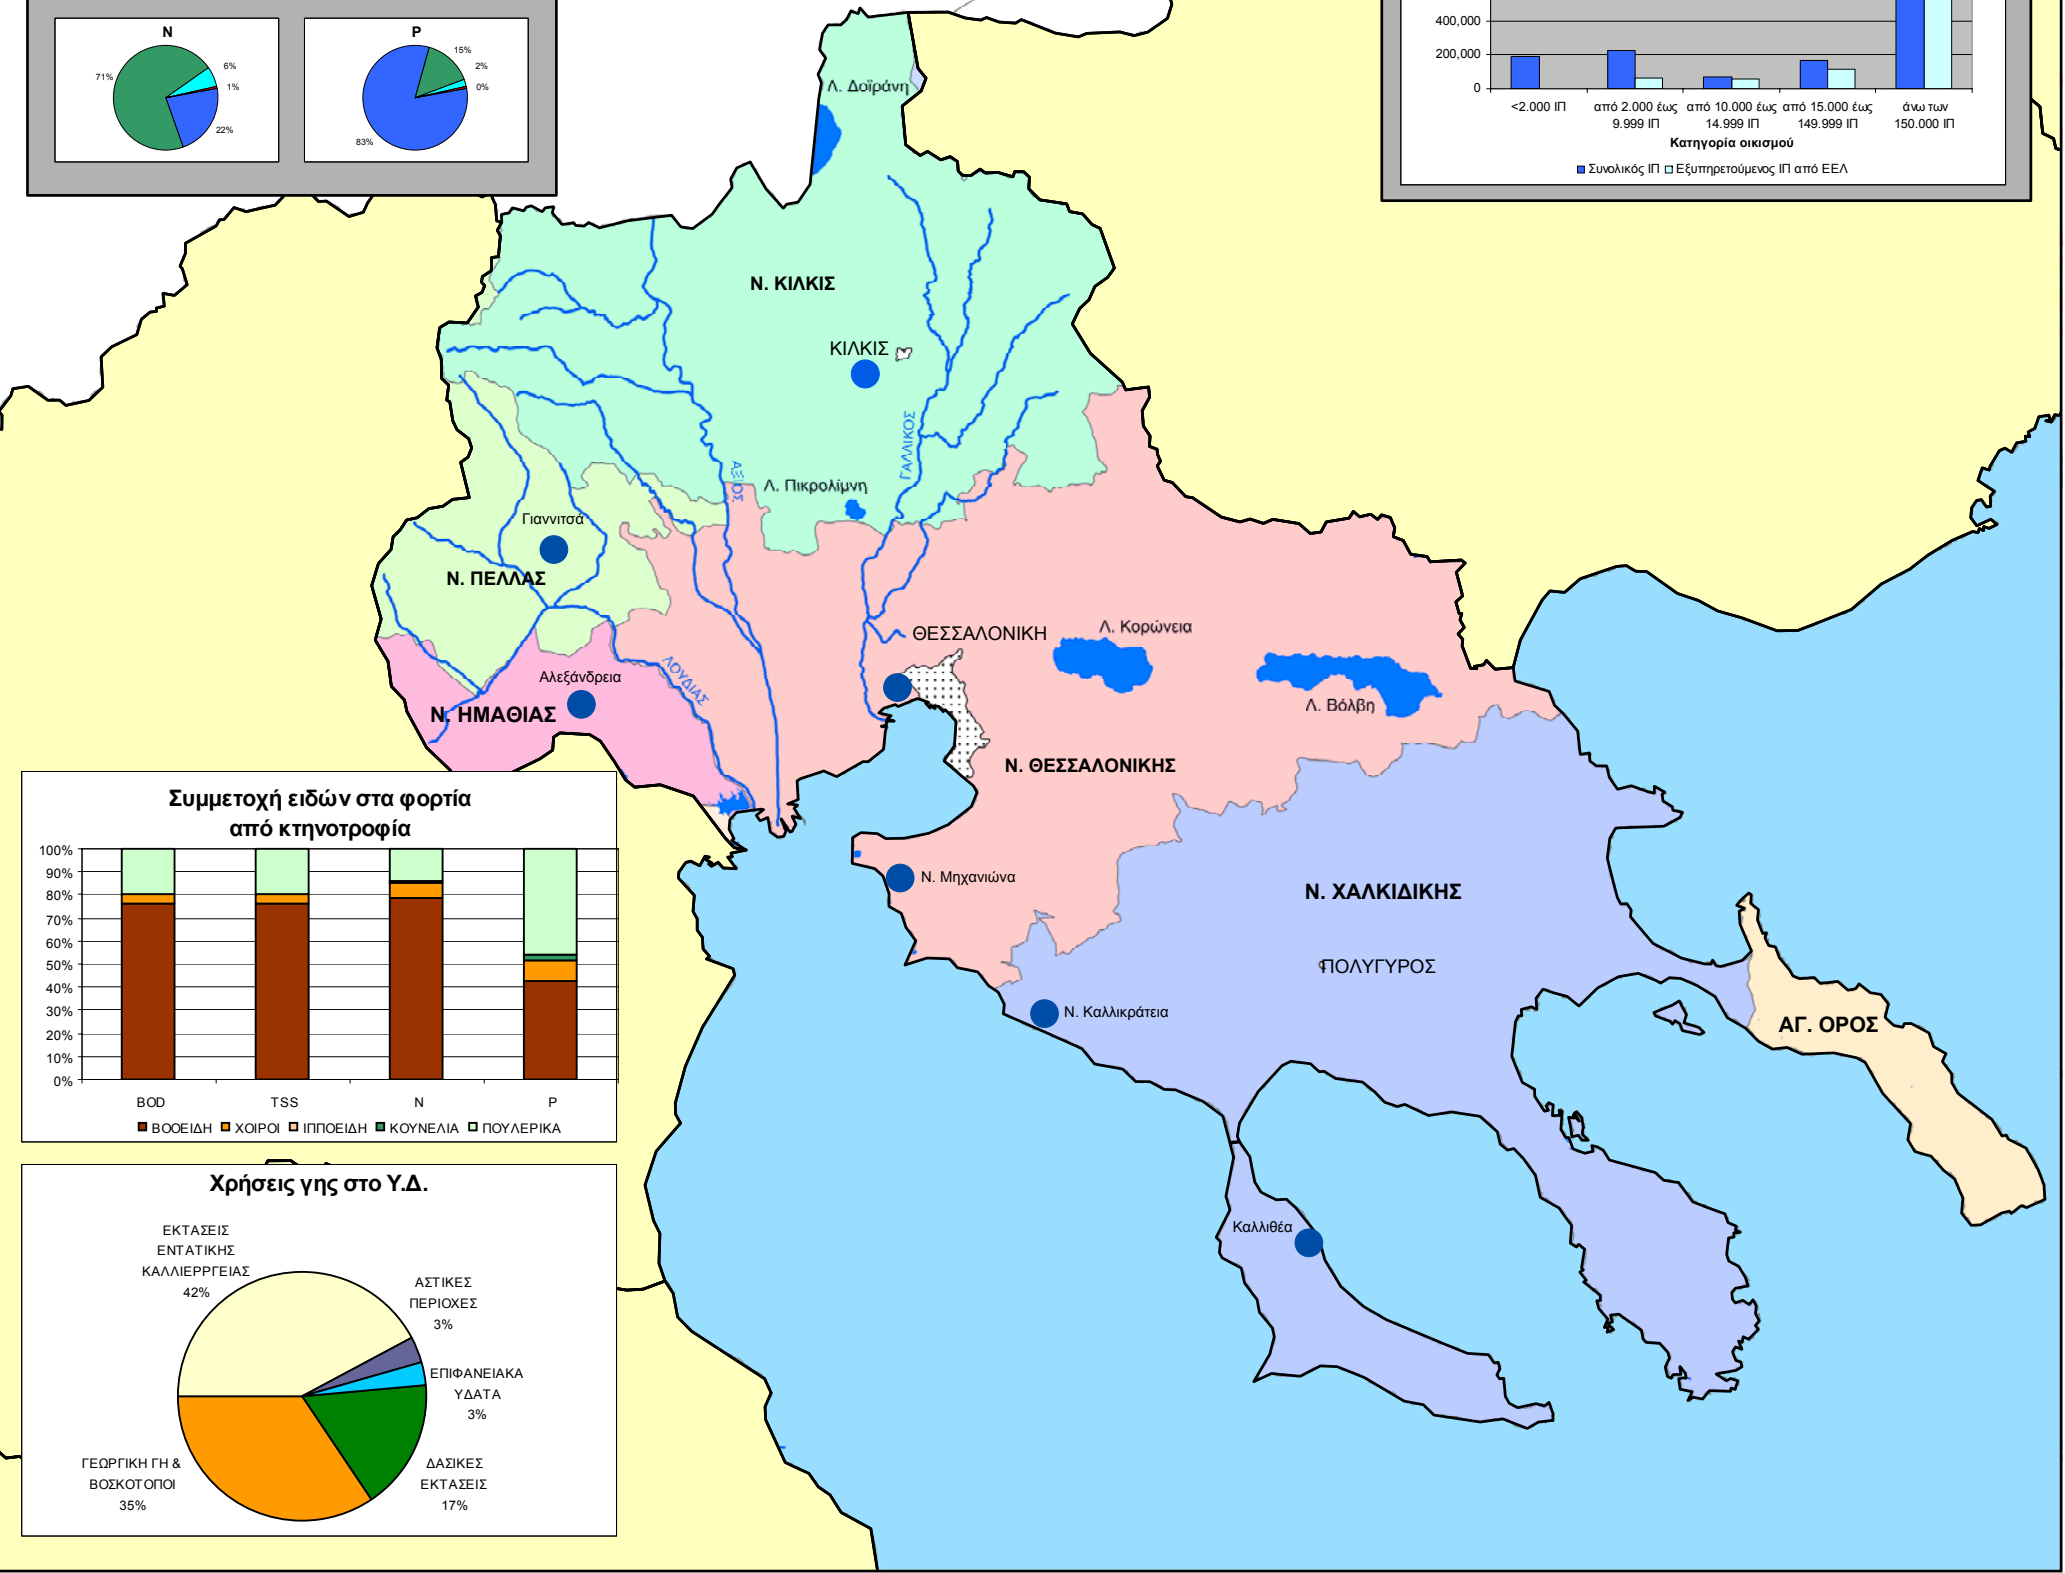 N
71%
6%
1%
22%
P
15%
2%
0%
83%
400,000
200,000
0
<2.000 ΙΠ
από 2.000 έως
9.999 ΙΠ
από 10.000 έως
14.999 ΙΠ
από 15.000 έως
149.999 ΙΠ
άνω των
150.000 ΙΠ
Κατηγορία οικισμού
Συνολικός ΙΠ
Εξυπηρετούμενος ΙΠ από ΕΕΛ
Λ. Δοϊράνη
Ν. ΚΙΛΚΙΣ
ΚΙΛΚΙΣ
ΓΑΛΛΙΚΟΣ
ΑΞΙΟΣ
Λ. Πικρολίμνη
Γιαννιτσά
Ν. ΠΕΛΛΑΣ
ΘΕΣΣΑΛΟΝΙΚΗ
Λ. Κορώνεια
Αλεξάνδρεια
ΛΟΥΔΙΑΣ
Λ. Βόλβη
Ν. ΗΜΑΘΙΑΣ
Ν. ΘΕΣΣΑΛΟΝΙΚΗΣ
Ν. Μηχανιώνα
Ν. ΧΑΛΚΙΔΙΚΗΣ
ΠΟΛΥΓΥΡΟΣ
Ν. Καλλικράτεια
ΑΓ. ΟΡΟΣ
Καλλιθέα
Συμμετοχή ειδών στα φορτία
από κτηνοτροφία
100%
90%
80%
70%
60%
50%
40%
30%
20%
10%
0%
BOD
TSS
N
P
ΒΟΟΕΙΔΗ
ΧΟΙΡΟΙ
ΙΠΠΟΕΙΔΗ
ΚΟΥΝΕΛΙΑ
ΠΟΥΛΕΡΙΚΑ
Χρήσεις γης στο Υ.Δ.
ΕΚΤΑΣΕΙΣ
ΕΝΤΑΤΙΚΗΣ
ΚΑΛΛΙΕΡΡΓΕΙΑΣ
42%
ΑΣΤΙΚΕΣ
ΠΕΡΙΟΧΕΣ
3%
ΕΠΙΦΑΝΕΙΑΚΑ
ΥΔΑΤΑ
3%
ΔΑΣΙΚΕΣ
ΕΚΤΑΣΕΙΣ
17%
ΓΕΩΡΓΙΚΗ ΓΗ &
ΒΟΣΚΟΤΟΠΟΙ
35%